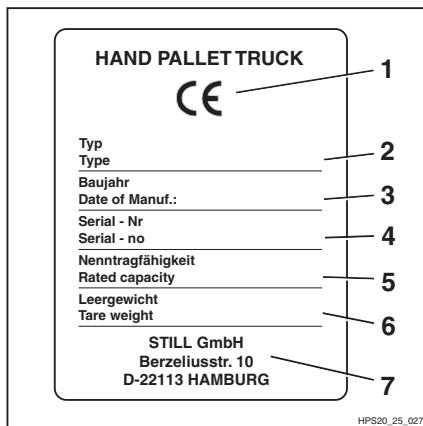 HAND PALLET TRUCK
CE
1
Typ
Type
2
Baujahr
Date of Manuf.:
3
Serial - Nr
Serial - no
4
Nenntragfähigkeit
Rated capacity
5
Leergewicht
Tare weight
6
STILL GmbH
Berzeliusstr. 10
D-22113 HAMBURG
7
HPS20_25_027